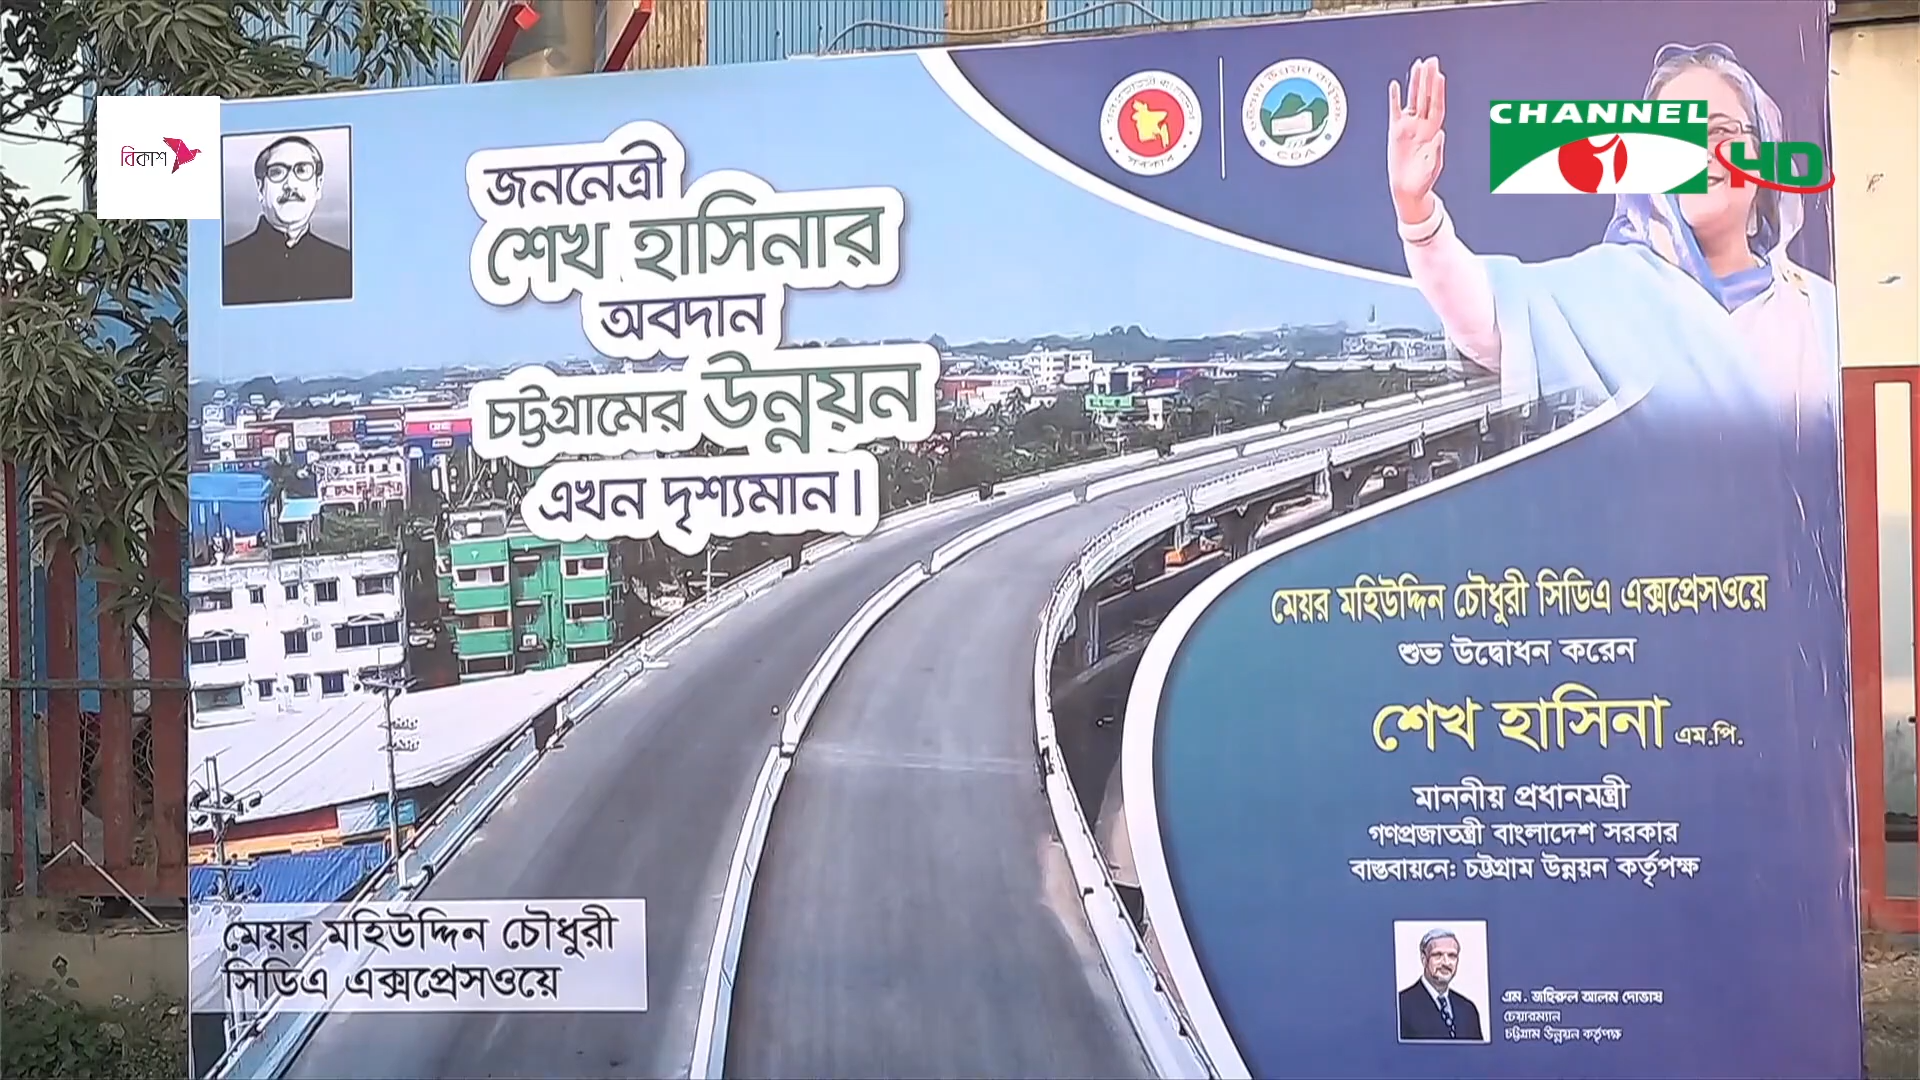 বিকাশ
CHANNEL
HD
CDA
জননেত্রী
শেখ হাসিনার
অবদান
চট্টগ্রামের উন্নয়ন
এখন দৃশ্যমান।
মেয়র মহিউদ্দিন চৌধুরী সিডিএ এক্সপ্রেসওয়ে
শুভ উদ্বোধন করেন
শেখ হাসিনা এম.পি.
মাননীয় প্রধানমন্ত্রী
গণপ্রজাতন্ত্রী বাংলাদেশ সরকার
বাস্তবায়নে: চট্টগ্রাম উন্নয়ন কর্তৃপক্ষ
মেয়র মহিউদ্দিন চৌধুরী
সিডিএ এক্সপ্রেসওয়ে
এম. জহিরুল আলম দোভাষ
চেয়ারম্যান
চট্টগ্রাম উন্নয়ন কর্তৃপক্ষ